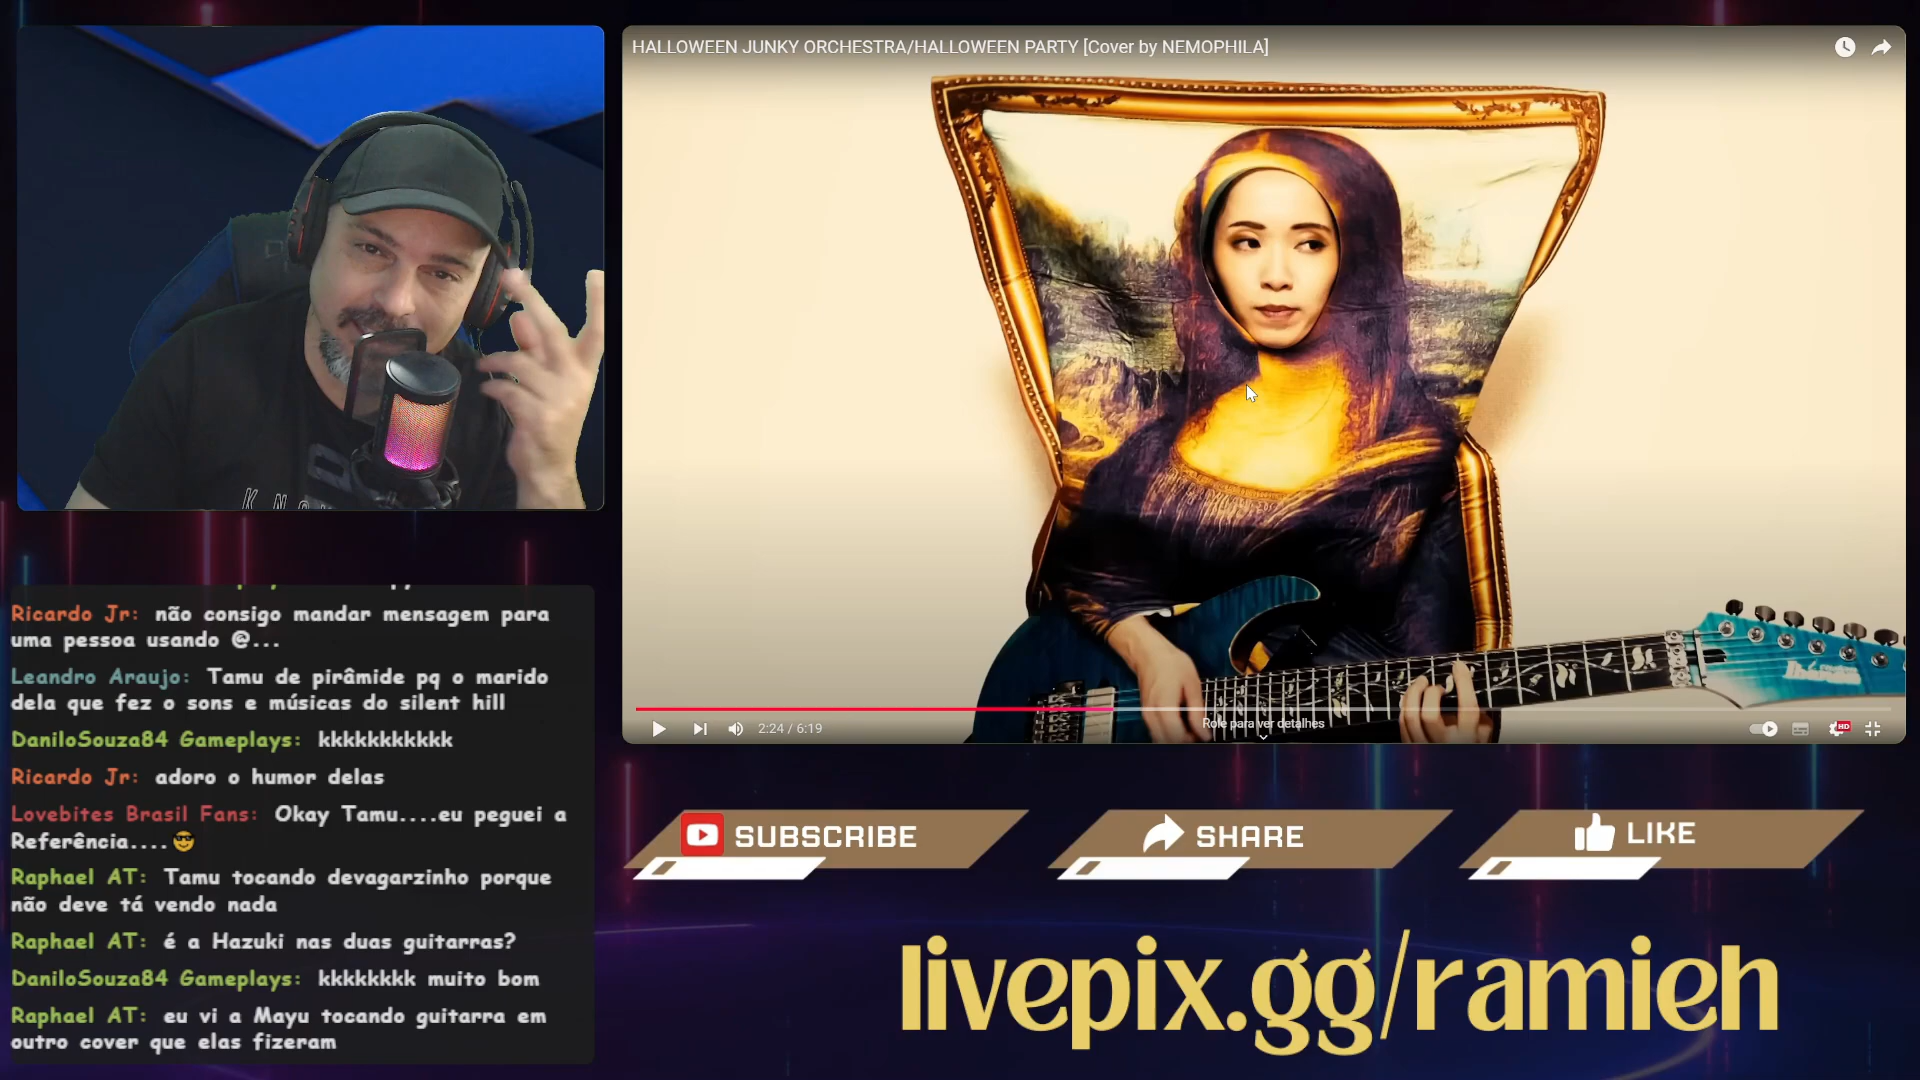 HALLOWEEN JUNKY ORCHESTRA/HALLOWEEN PARTY [Cover by NEMOPHILA]
Ibanez
Role para ver detalhes
2:24 / 6:19
HD
Ricardo Jr: não consigo mandar mensagem para
uma pessoa usando @...
Leandro Araujo: Tamu de pirâmide pq o marido
dela que fez o sons e músicas do silent hill
DaniloSouza84 Gameplays: kkkkkkkkkkk
Ricardo Jr: adoro o humor delas
Lovebites Brasil Fans: Okay Tamu....eu peguei a
Referência....😎
Raphael AT: Tamu tocando devagarzinho porque
não deve tá vendo nada
Raphael AT: é a Hazuki nas duas guitarras?
DaniloSouza84 Gameplays: kkkkkkkk muito bom
Raphael AT: eu vi a Mayu tocando guitarra em
outro cover que elas fizeram
SUBSCRIBE
SHARE
LIKE
livepix.gg/ramieh